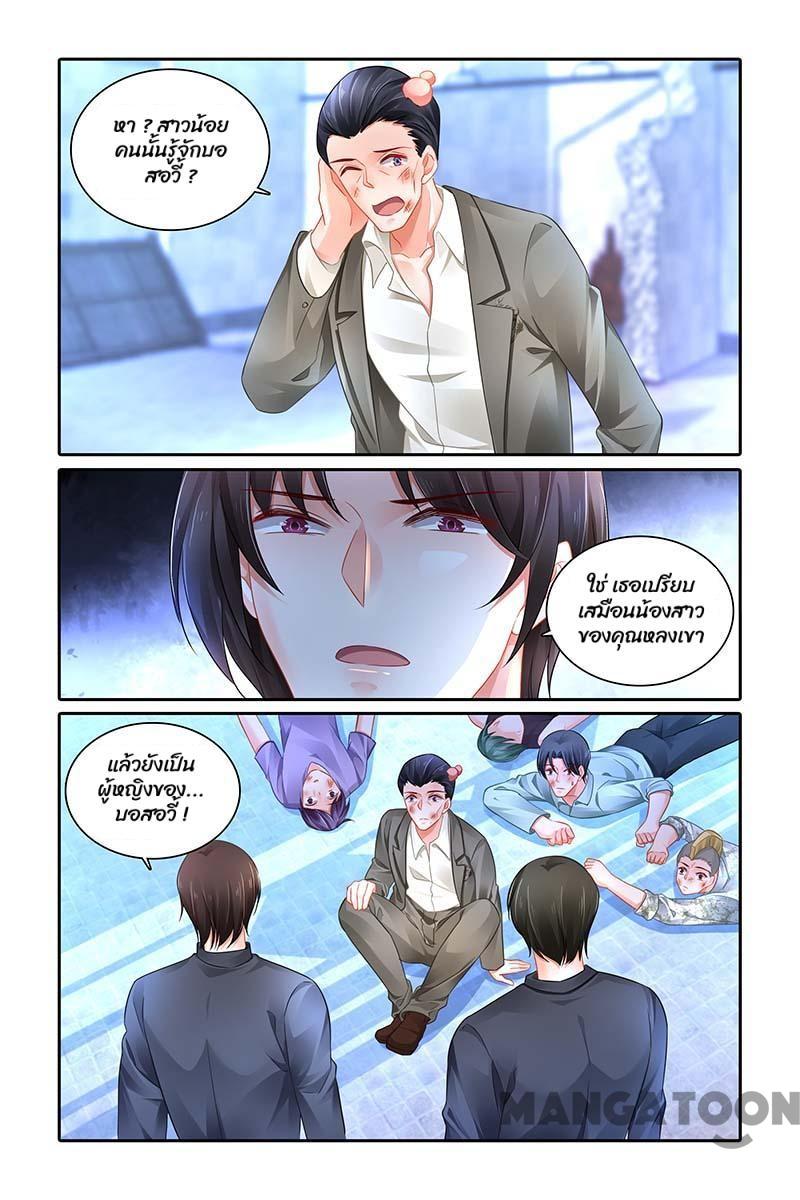 หา ? สาวน้อย
คนนั้นรู้จักบอ
สอวี้ ?
ใช่ เธอเปรียบ
เสมือนน้องสาว
ของคุณหลงเขา
แล้วยังเป็น
ผู้หญิงของ...
บอสอวี้ !
MANGATOON